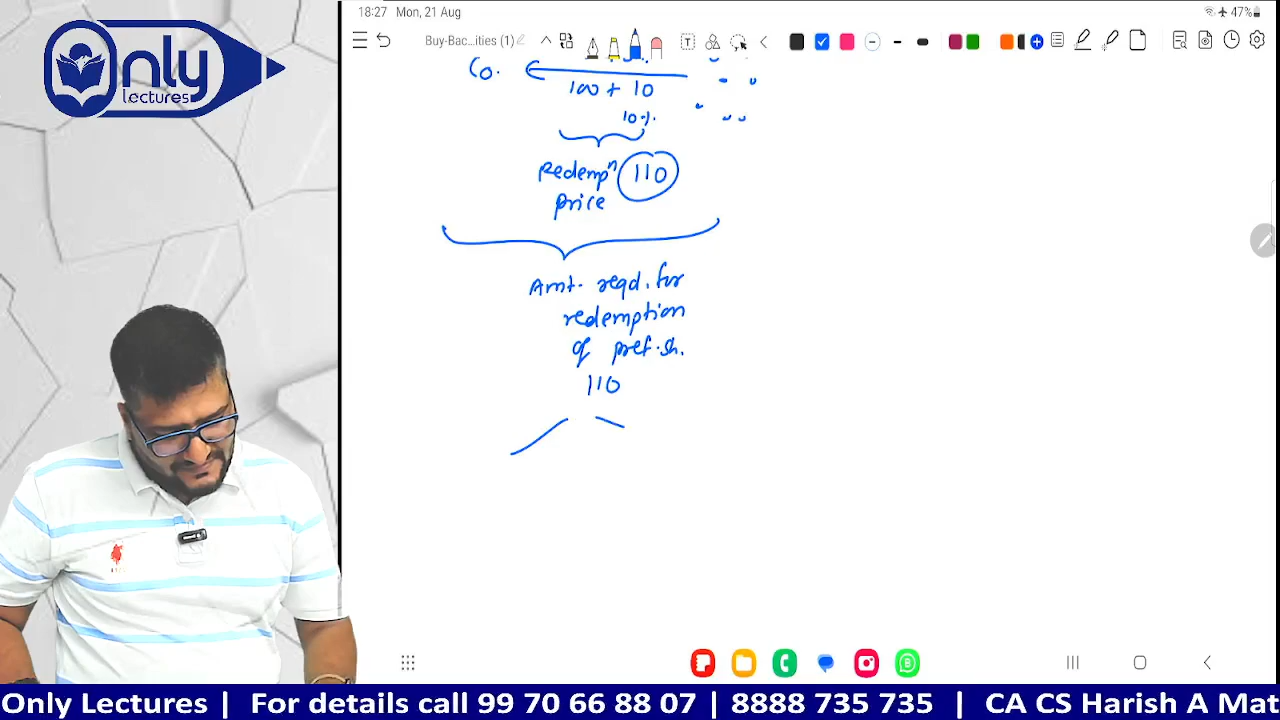 18:27 Mon, 21 Aug
47%
Only
lectures
Buy-Bac...ities (1)
T
Co.
100 + 10
10%.
Redempⁿ 110
price
Amt. reqd. for
redemption
of pref. sh.
110
Only Lectures | For details call 99 70 66 88 07 | 8888 735 735 | CA CS Harish A Mat